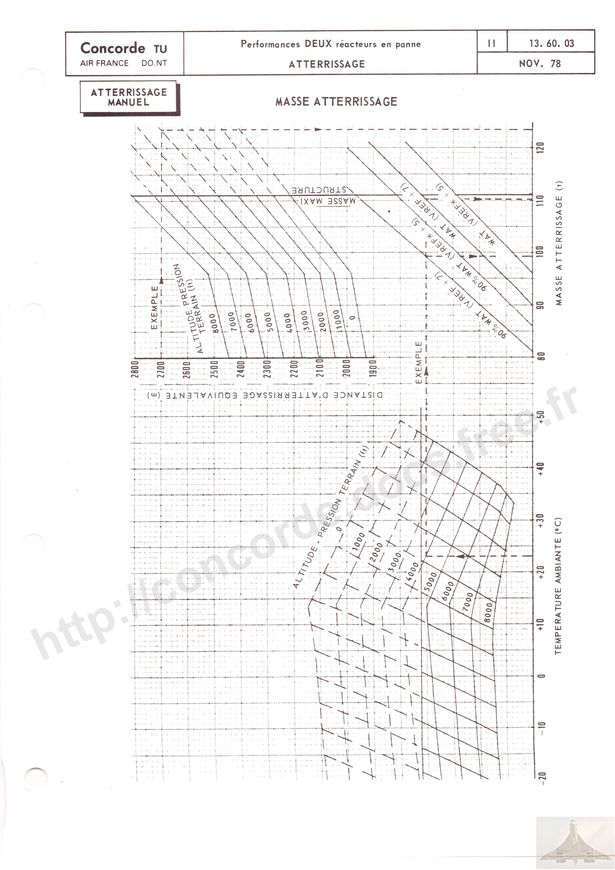 Concorde TU
AIR FRANCE DO.NT
Performances DEUX réacteurs en panne
ATTERRISSAGE
11
13. 60. 03
NOV. 78
ATTERRISSAGE
MANUEL
MASSE ATTERRISSAGE
120
110
100
90
80
MASSE ATTERRISSAGE (t)
MASSE MAXI
STRUCTURE
WAT (VREF* + 5)
WAT (VREF + 7)
90% WAT (VREF* + 5)
90% WAT (VREF + 7)
EXEMPLE
ALTITUDE PRESSION
TERRAIN (ft)
8000
7000
6000
5000
4000
3000
2000
1000
0
2800
2700
2600
2500
2400
2300
2200
2100
2000
1900
DISTANCE D'ATTERRISSAGE EQUIVALENTE (m)
EXEMPLE
ALTITUDE - PRESSION TERRAIN (ft)
0
1000
2000
3000
4000
5000
6000
7000
8000
+50
+40
+30
+20
+10
0
-10
-20
TEMPERATURE AMBIANTE (°C)
http://concorde.docs.free.fr